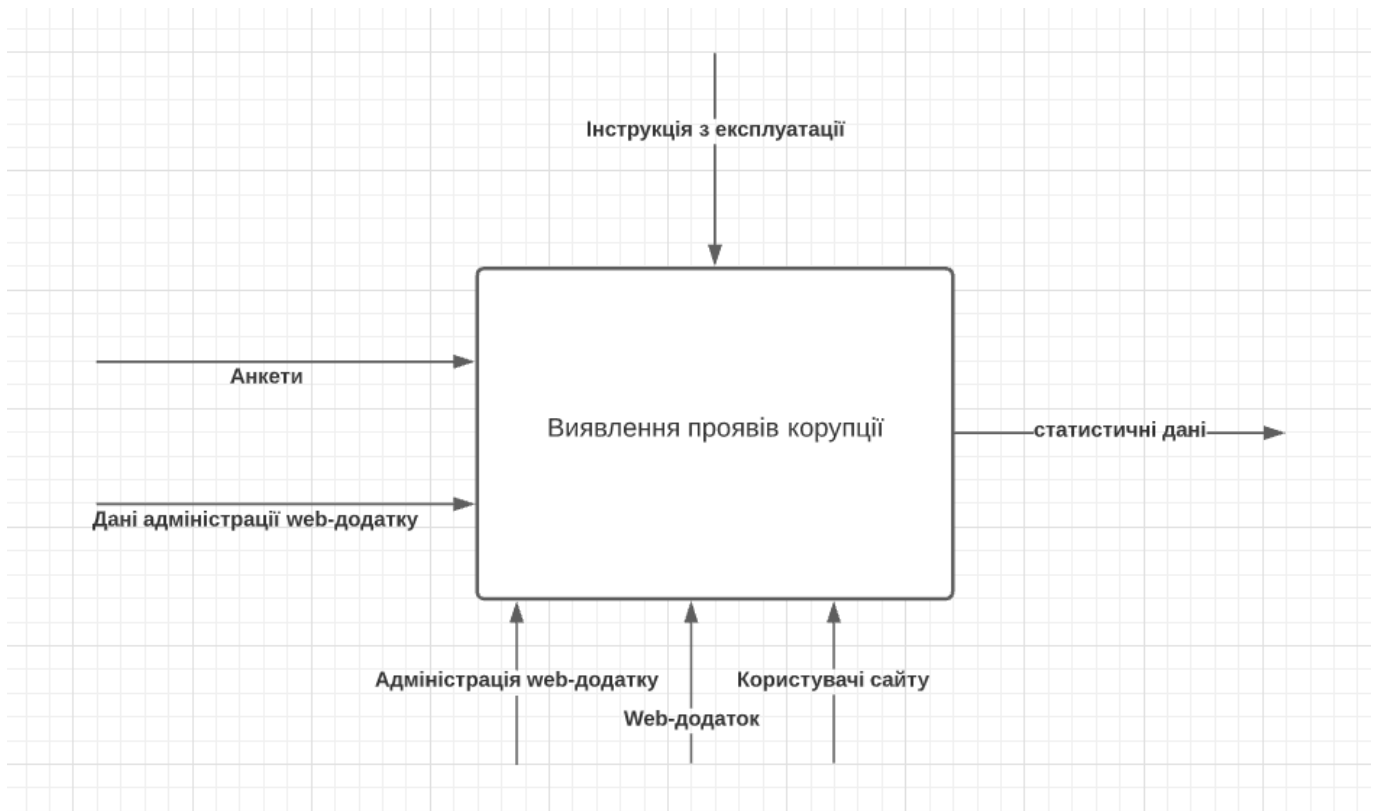 Інструкція з експлуатації
Анкети
Виявлення проявів корупції
статистичні дані
Дані адміністрації web-додатку
Адміністрація web-додатку
Користувачі сайту
Web-додаток